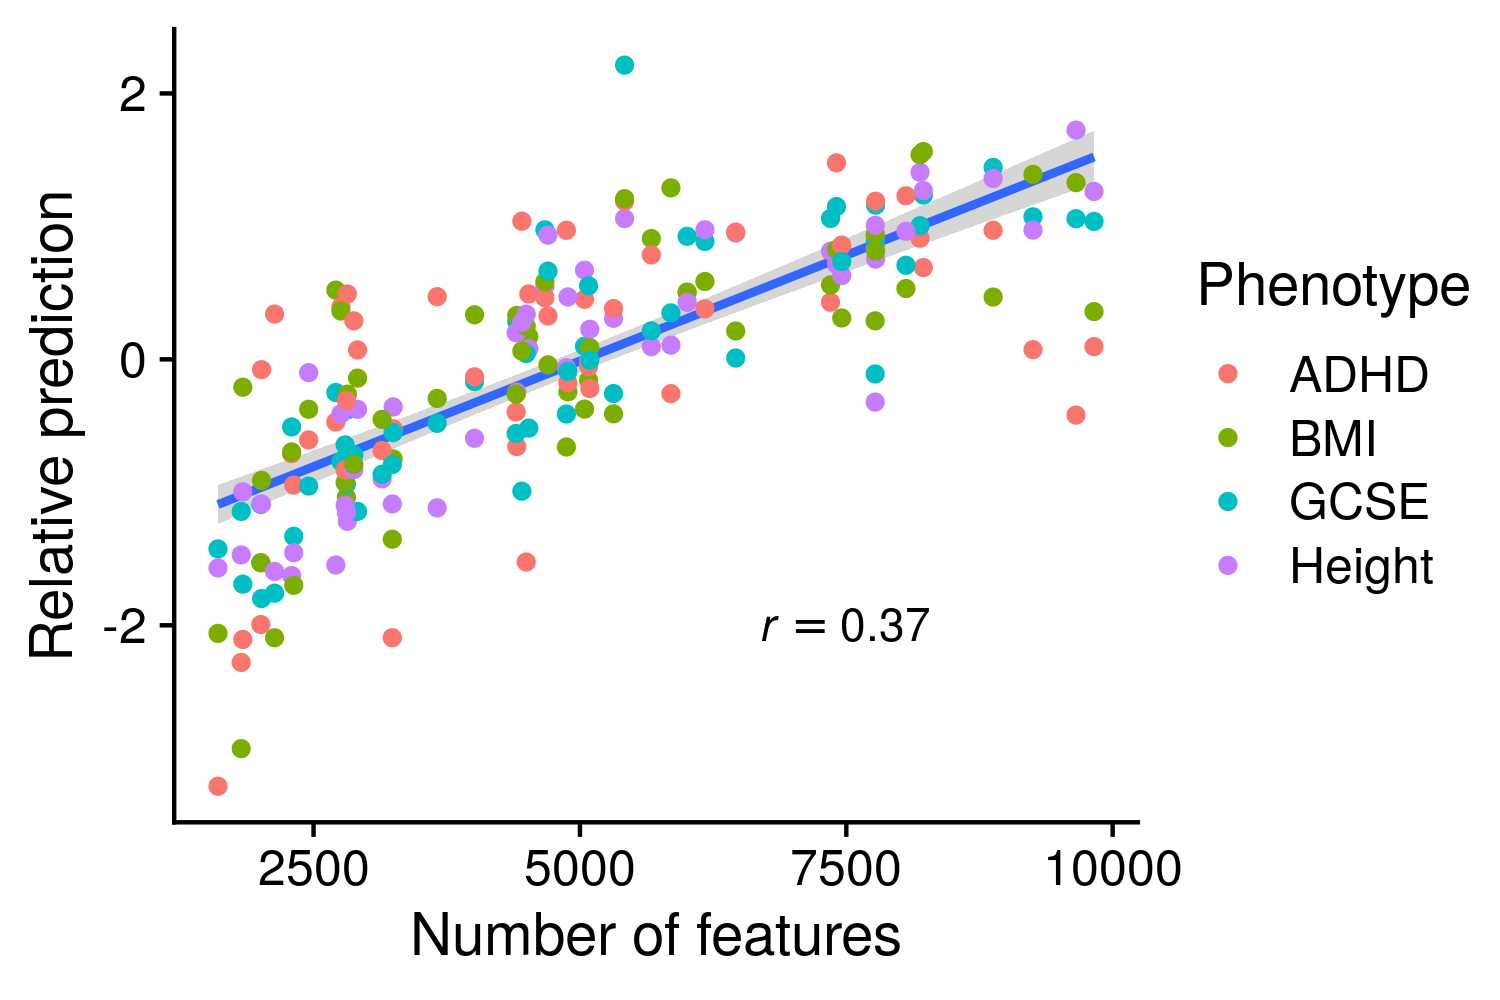 Relative prediction
2
0
-2
r = 0.37
2500 5000 7500 10000
Number of features
Phenotype
ADHD
BMI
GCSE
Height